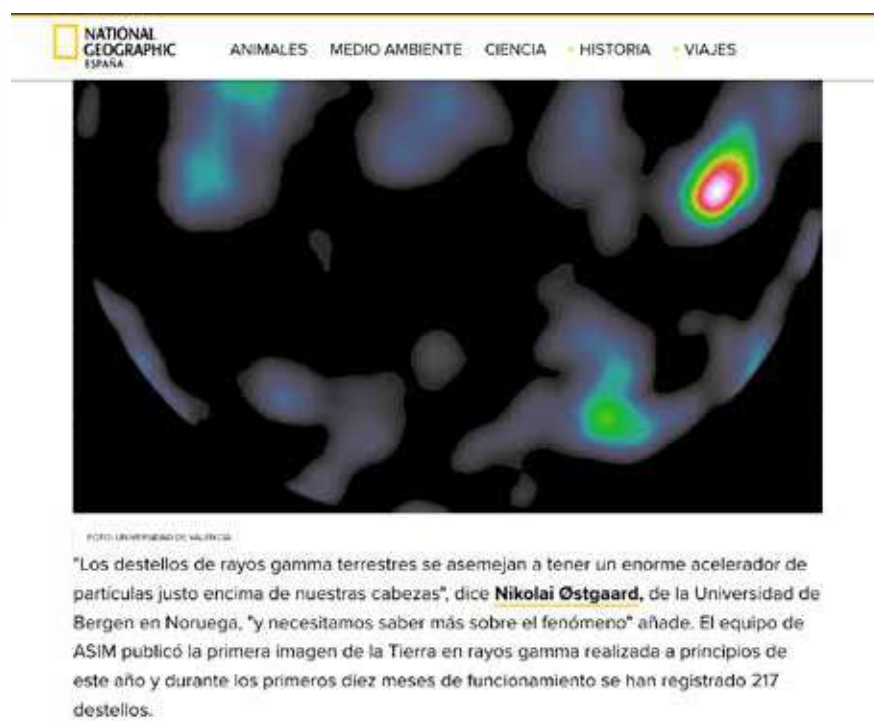 NATIONAL
GEOGRAPHIC
ESPAÑA
ANIMALES MEDIO AMBIENTE CIENCIA HISTORIA VIAJES
FOTO: UNIVERSIDAD DE VALENCIA
"Los destellos de rayos gamma terrestres se asemejan a tener un enorme acelerador de
partículas justo encima de nuestras cabezas", dice Nikolai Østgaard, de la Universidad de
Bergen en Noruega, "y necesitamos saber más sobre el fenómeno" añade. El equipo de
ASIM publicó la primera imagen de la Tierra en rayos gamma realizada a principios de
este año y durante los primeros diez meses de funcionamiento se han registrado 217
destellos.